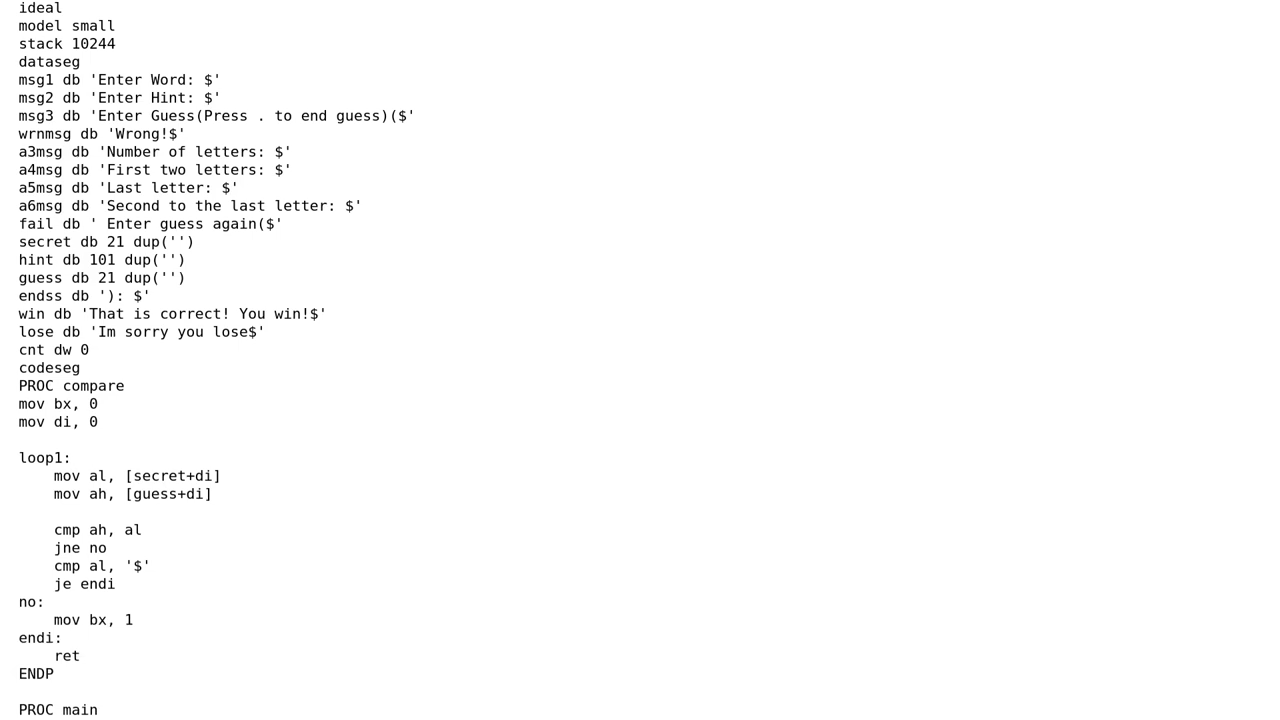 ideal
model small
stack 10244
dataseg
msg1 db 'Enter Word: $'
msg2 db 'Enter Hint: $'
msg3 db 'Enter Guess(Press . to end guess)($'
wrnmsg db 'Wrong!$'
a3msg db 'Number of letters: $'
a4msg db 'First two letters: $'
a5msg db 'Last letter: $'
a6msg db 'Second to the last letter: $'
fail db ' Enter guess again($'
secret db 21 dup('')
hint db 101 dup('')
guess db 21 dup('')
endss db '): $'
win db 'That is correct! You win!$'
lose db 'Im sorry you lose$'
cnt dw 0
codeseg
PROC compare
mov bx, 0
mov di, 0

loop1:
    mov al, [secret+di]
    mov ah, [guess+di]

    cmp ah, al
    jne no
    cmp al, '$'
    je endi
no:
    mov bx, 1
endi:
    ret
ENDP

PROC main